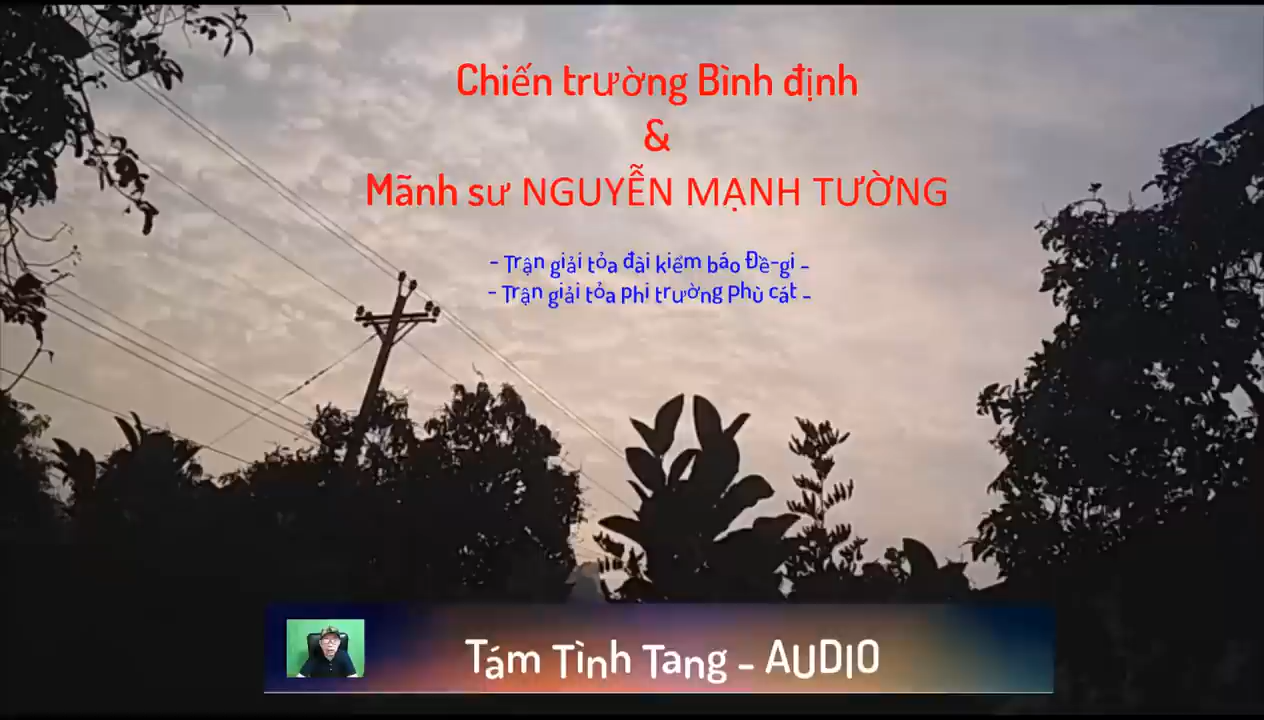 Chiến trường Bình định
&
Mãnh sư NGUYỄN MẠNH TƯỜNG
- Trận giải tỏa đài kiểm báo Đề-gi -
- Trận giải tỏa phi trường Phù cát -
Tám Tình Tang - AUDIO